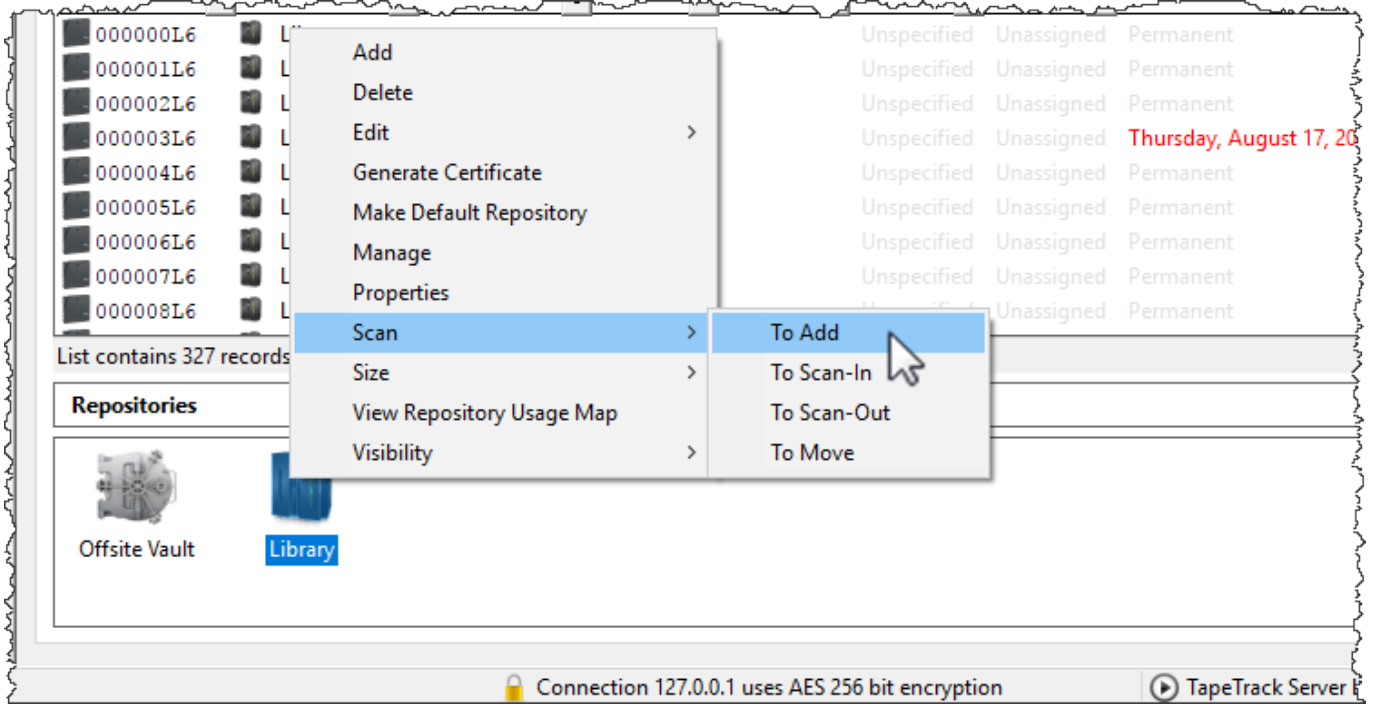 000000L6 Unspecified Unassigned Permanent
Add
000001L6 L Unspecified Unassigned Permanent
Delete
000002L6 L Unspecified Unassigned Permanent
Edit >
000003L6 L Unspecified Unassigned Thursday, August 17, 20
Generate Certificate
000004L6 L Unspecified Unassigned Permanent
Make Default Repository
000005L6 L Unspecified Unassigned Permanent
000006L6 L Unspecified Unassigned Permanent
Manage
000007L6 L Unspecified Unassigned Permanent
Properties
000008L6 L Unassigned Permanent
Scan > To Add
List contains 327 records
Size > To Scan-In
Repositories
View Repository Usage Map To Scan-Out
Visibility > To Move
Offsite Vault Library
Connection 127.0.0.1 uses AES 256 bit encryption TapeTrack Server